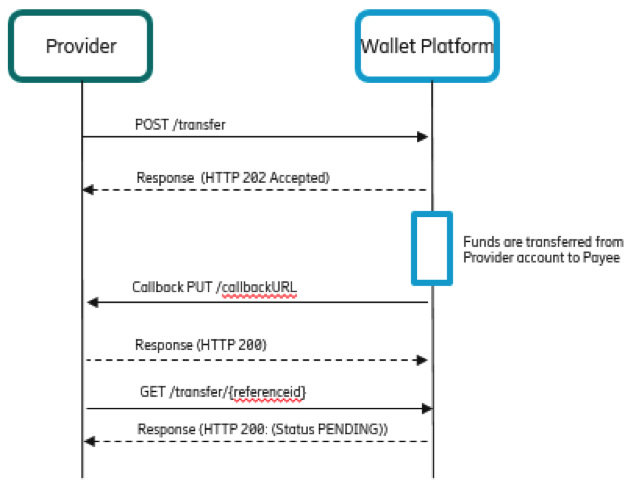 Provider
Wallet Platform
POST /transfer
Response (HTTP 202 Accepted)
Funds are transferred from
Provider account to Payee
Callback PUT /callbackURL
Response (HTTP 200)
GET /transfer/{referenceid}
Response (HTTP 200: (Status PENDING))